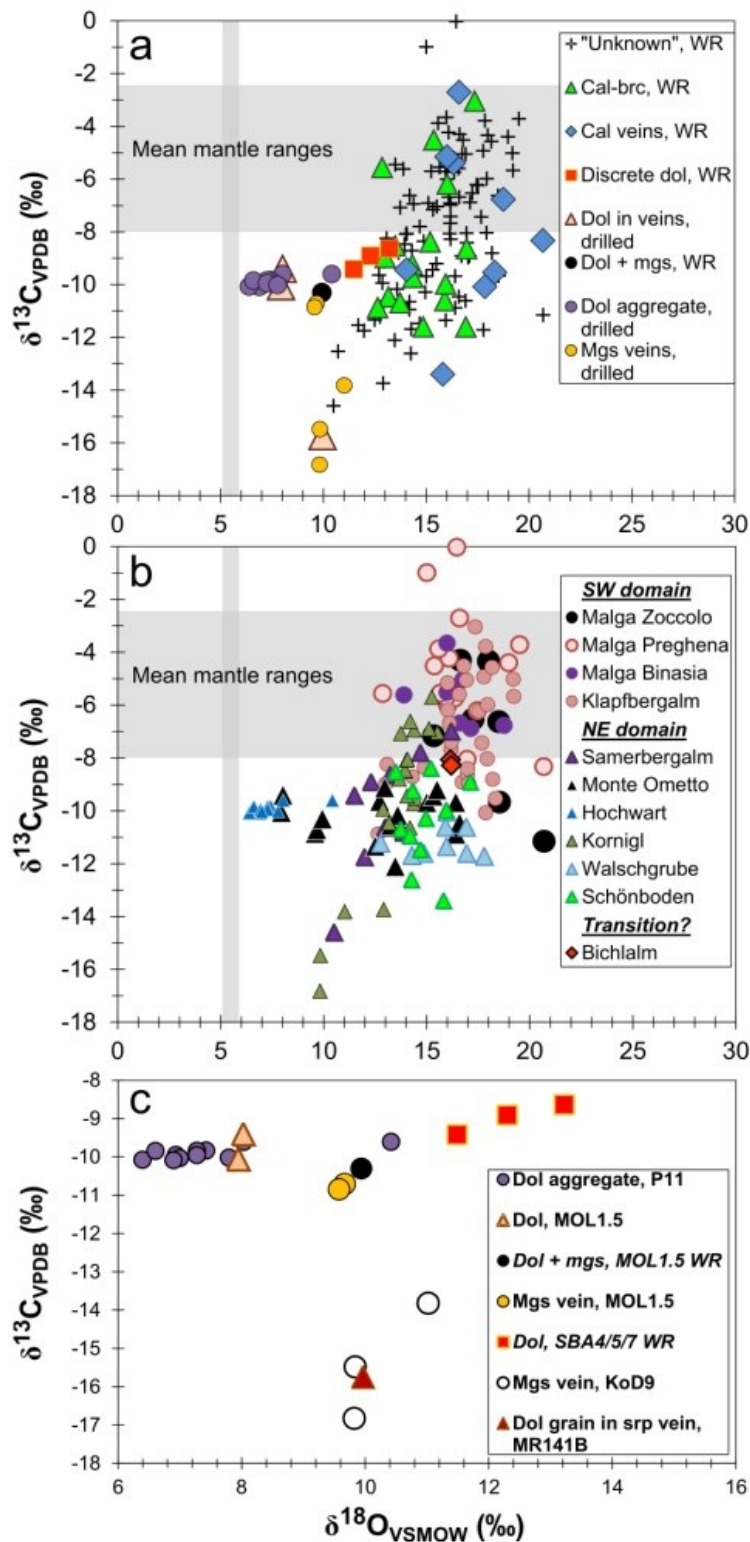 a
0
-2
-4
-6
-8
-10
-12
-14
-16
-18
δ13CVPDB (‰)
Mean mantle ranges
"Unknown", WR
Cal-brc, WR
Cal veins, WR
Discrete dol, WR
Dol in veins,
drilled
Dol + mgs, WR
Dol aggregate,
drilled
Mgs veins,
drilled
0 5 10 15 20 25 30
b
0
-2
-4
-6
-8
-10
-12
-14
-16
-18
δ13CVPDB (‰)
Mean mantle ranges
SW domain
Malga Zoccolo
Malga Preghena
Malga Binasia
Klapfbergalm
NE domain
Samerbergalm
Monte Ometto
Hochwart
Kornigl
Walschgrube
Schönboden
Transition?
Bichlalm
0 5 10 15 20 25 30
c
-8
-9
-10
-11
-12
-13
-14
-15
-16
-17
-18
δ13CVPDB (‰)
Dol aggregate, P11
Dol, MOL1.5
Dol + mgs, MOL1.5 WR
Mgs vein, MOL1.5
Dol, SBA4/5/7 WR
Mgs vein, KoD9
Dol grain in srp vein,
MR141B
6 8 10 12 14 16
δ18OVSMOW (‰)